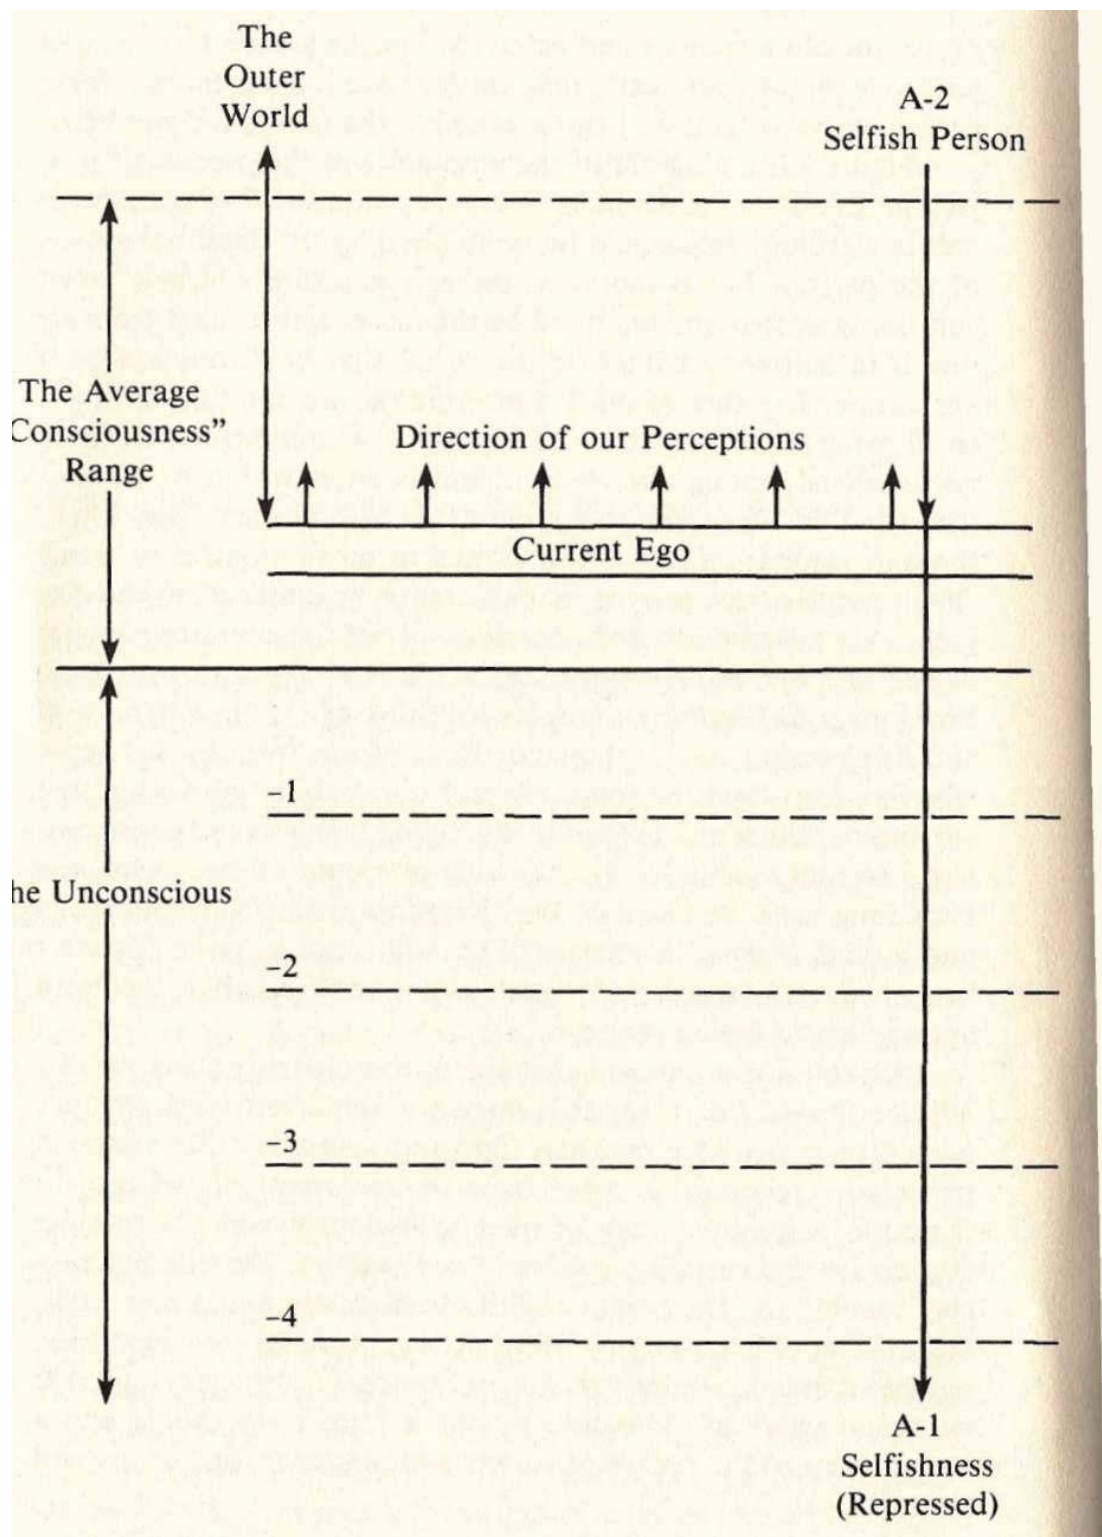 The
Outer
World
A-2
Selfish Person
The Average
Consciousness”
Range
Direction of our Perceptions
Current Ego
–1
he Unconscious
–2
–3
–4
A-1
Selfishness
(Repressed)